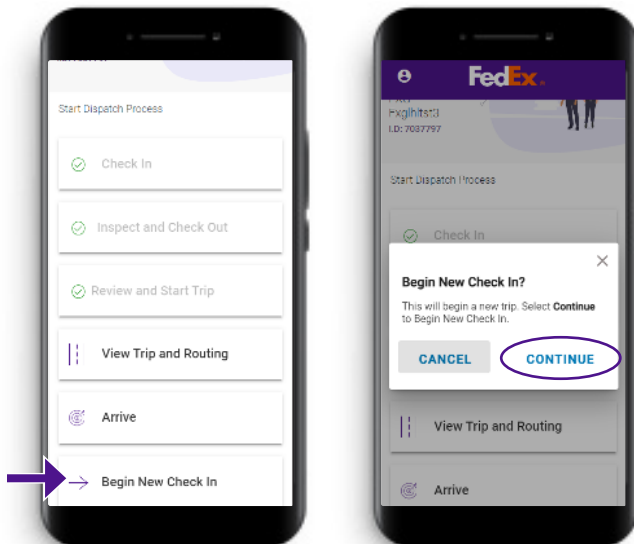 Start Dispatch Process
Check In
Inspect and Check Out
Review and Start Trip
View Trip and Routing
Arrive
Begin New Check In
FedEx.
Exglhltst3
I.D: 7037797
Start Dispatch Process
Check In
Begin New Check In?
This will begin a new trip. Select Continue
to Begin New Check In.
CANCEL
CONTINUE
View Trip and Routing
Arrive